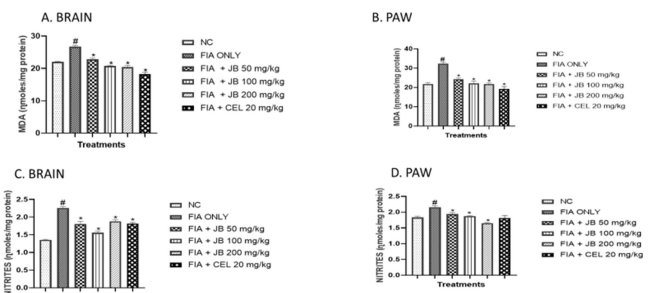 A. BRAIN
MDA (ηmoles/mg protein)
30
20
10
0
# * * * * *
Treatments
NC
FIA ONLY
FIA + JB 50 mg/kg
FIA + JB 100 mg/kg
FIA + JB 200 mg/kg
FIA + CEL 20 mg/kg
B. PAW
MDA (ηmoles/mg protein)
40
30
20
10
0
# * * * * *
Treatments
NC
FIA ONLY
FIA + JB 50 mg/kg
FIA + JB 100 mg/kg
FIA + JB 200 mg/kg
FIA + CEL 20 mg/kg
C. BRAIN
NITRITES (ηmoles/mg protein)
2.5
2.0
1.5
1.0
0.5
0.0
# * * * * *
NC
FIA ONLY
FIA + JB 50 mg/kg
FIA + JB 100 mg/kg
FIA + JB 200 mg/kg
FIA + CEL 20 mg/kg
D. PAW
NITRITES (ηmoles/mg protein)
2.5
2.0
1.5
1.0
0.5
0.0
# * * *
Treatments
NC
FIA ONLY
FIA + JB 50 mg/kg
FIA + JB 100 mg/kg
FIA + JB 200 mg/kg
FIA + CEL 20 mg/kg